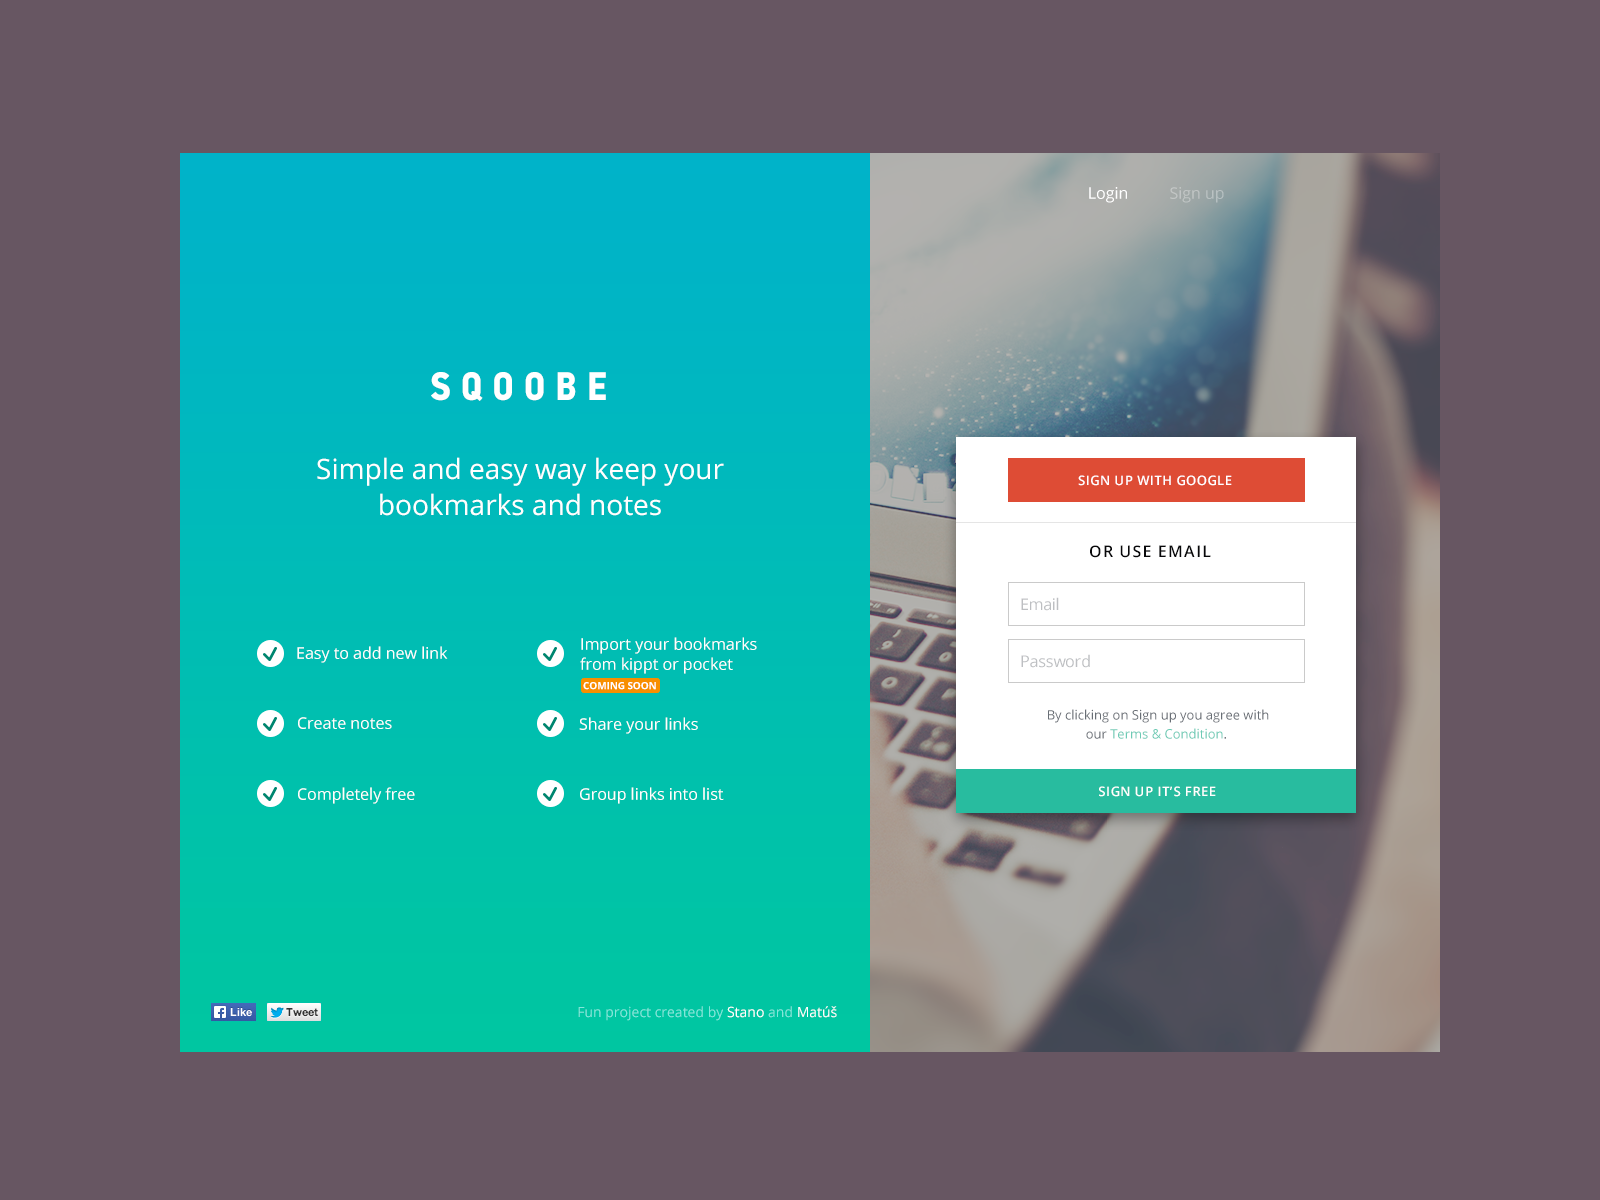 Login Sign up
SQOOBE
Simple and easy way keep your
bookmarks and notes
Easy to add new link
Import your bookmarks
from kippt or pocket
COMING SOON
Create notes
Share your links
Completely free
Group links into list
Like Tweet
Fun project created by Stano and Matúš
SIGN UP WITH GOOGLE
OR USE EMAIL
Email
Password
By clicking on Sign up you agree with
our Terms & Condition.
SIGN UP IT'S FREE